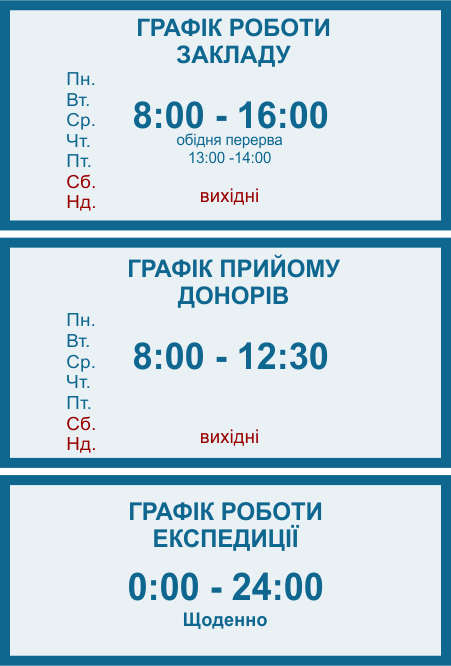 ГРАФІК РОБОТИ
ЗАКЛАДУ
Пн.
Вт.
Ср.
Чт.
Пт.
Сб.
Нд.
8:00 - 16:00
обідня перерва
13:00 -14:00
вихідні
ГРАФІК ПРИЙОМУ
ДОНОРІВ
Пн.
Вт.
Ср.
Чт.
Пт.
Сб.
Нд.
8:00 - 12:30
вихідні
ГРАФІК РОБОТИ
ЕКСПЕДИЦІЇ
0:00 - 24:00
Щоденно